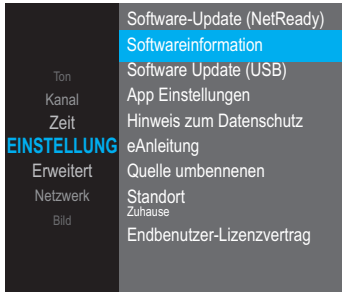 Ton
Kanal
Zeit
EINSTELLUNG
Erweitert
Netzwerk
Bild
Software-Update (NetReady)
Softwareinformation
Software Update (USB)
App Einstellungen
Hinweis zum Datenschutz
eAnleitung
Quelle umbennenen
Standort
Zuhause
Endbenutzer-Lizenzvertrag